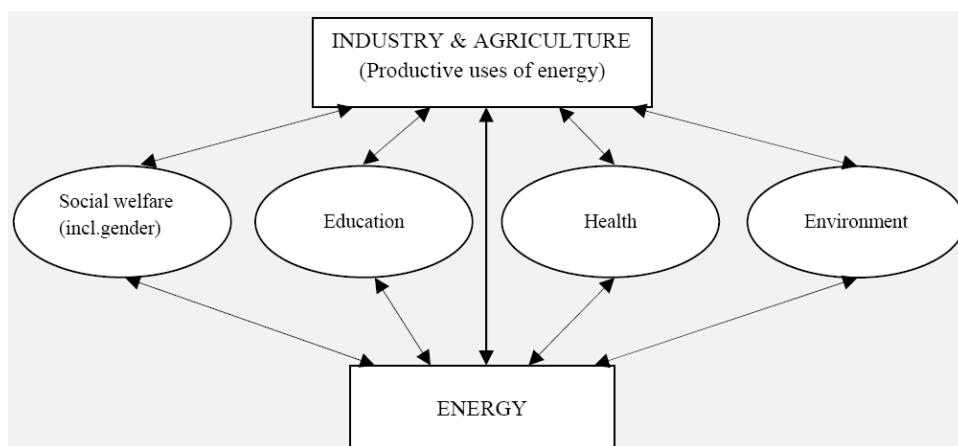 INDUSTRY & AGRICULTURE
(Productive uses of energy)
Social welfare
(incl.gender)
Education
Health
Environment
ENERGY